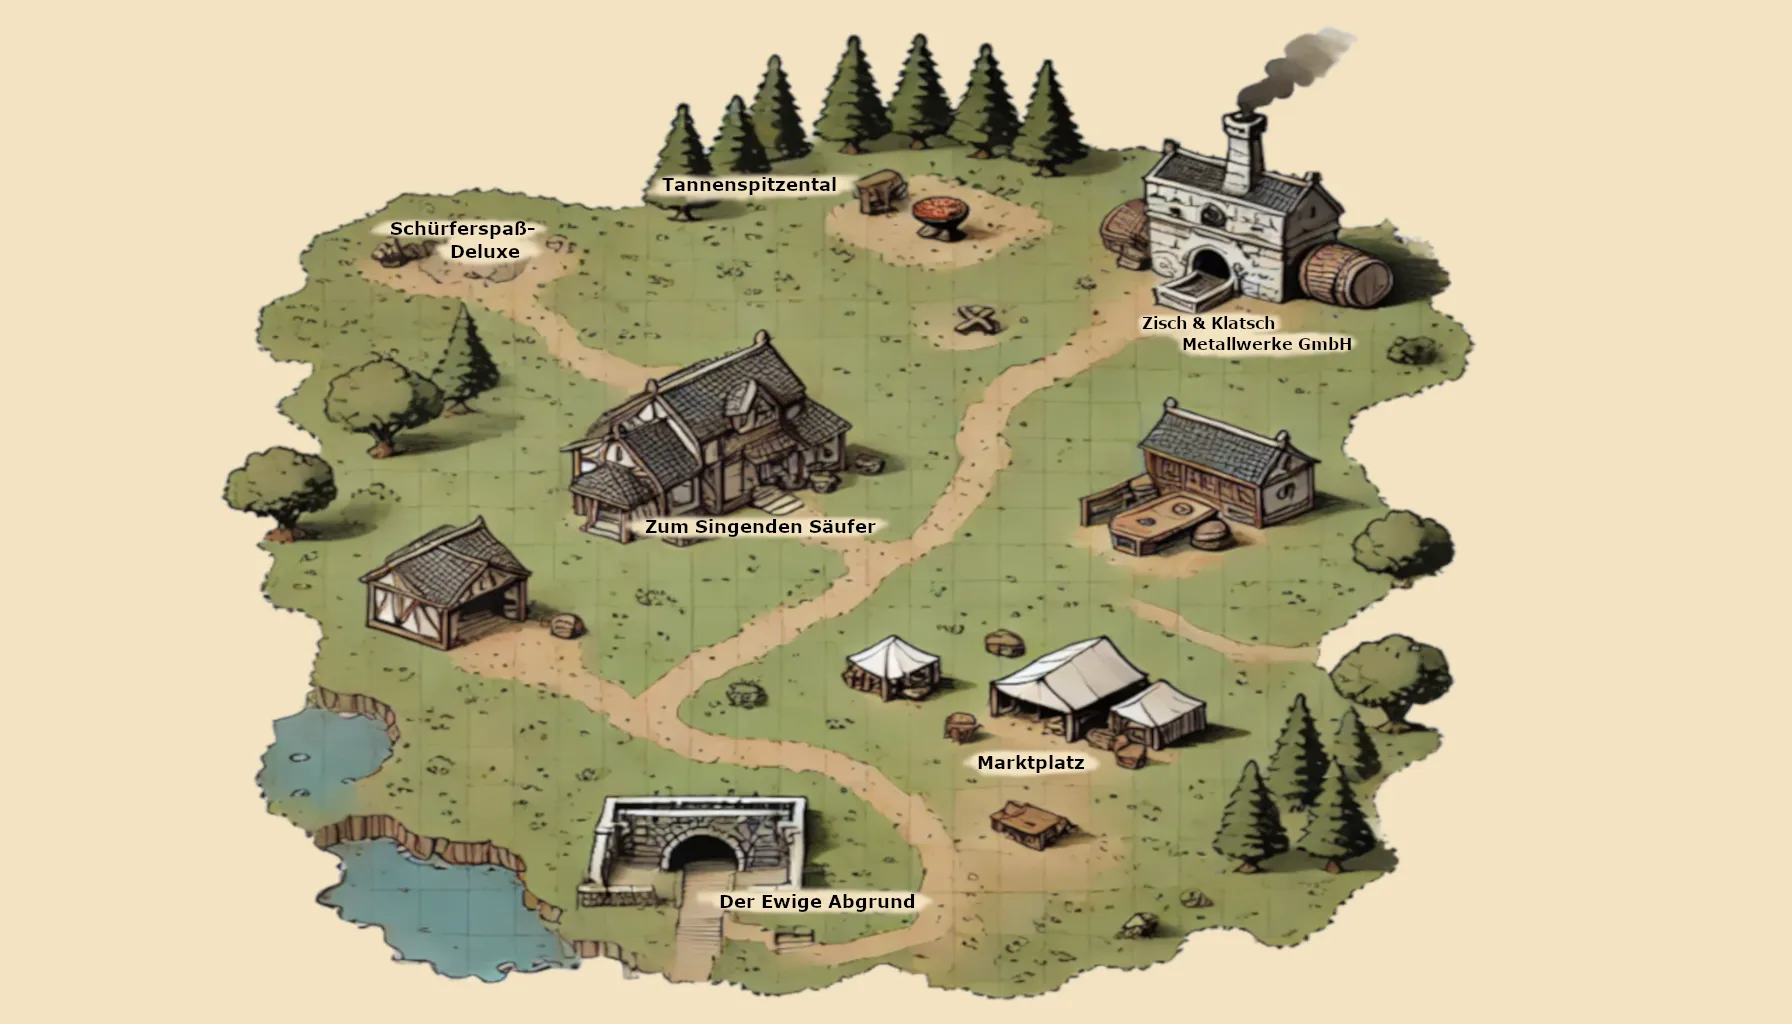 Tannenspitzental
Schürferspaß-
Deluxe
Zisch & Klatsch
Metallwerke GmbH
Zum Singenden Säufer
Marktplatz
Der Ewige Abgrund